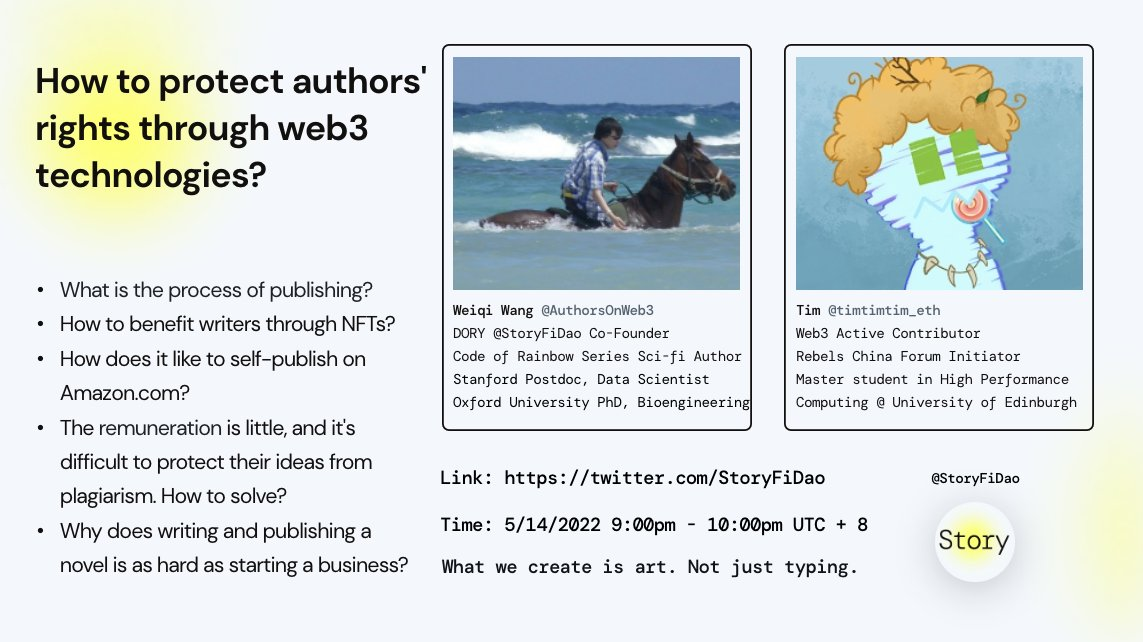 How to protect authors'
rights through web3
technologies?
• What is the process of publishing?
• How to benefit writers through NFTs?
• How does it like to self-publish on
Amazon.com?
• The remuneration is little, and it's
difficult to protect their ideas from
plagiarism. How to solve?
• Why does writing and publishing a
novel is as hard as starting a business?
Weiqi Wang @AuthorsOnWeb3
DORY @StoryFiDao Co-Founder
Code of Rainbow Series Sci-fi Author
Stanford Postdoc, Data Scientist
Oxford University PhD, Bioengineering
Tim @timtimtim_eth
Web3 Active Contributor
Rebels China Forum Initiator
Master student in High Performance
Computing @ University of Edinburgh
Link: https://twitter.com/StoryFiDao
Time: 5/14/2022 9:00pm - 10:00pm UTC + 8
What we create is art. Not just typing.
@StoryFiDao
Story